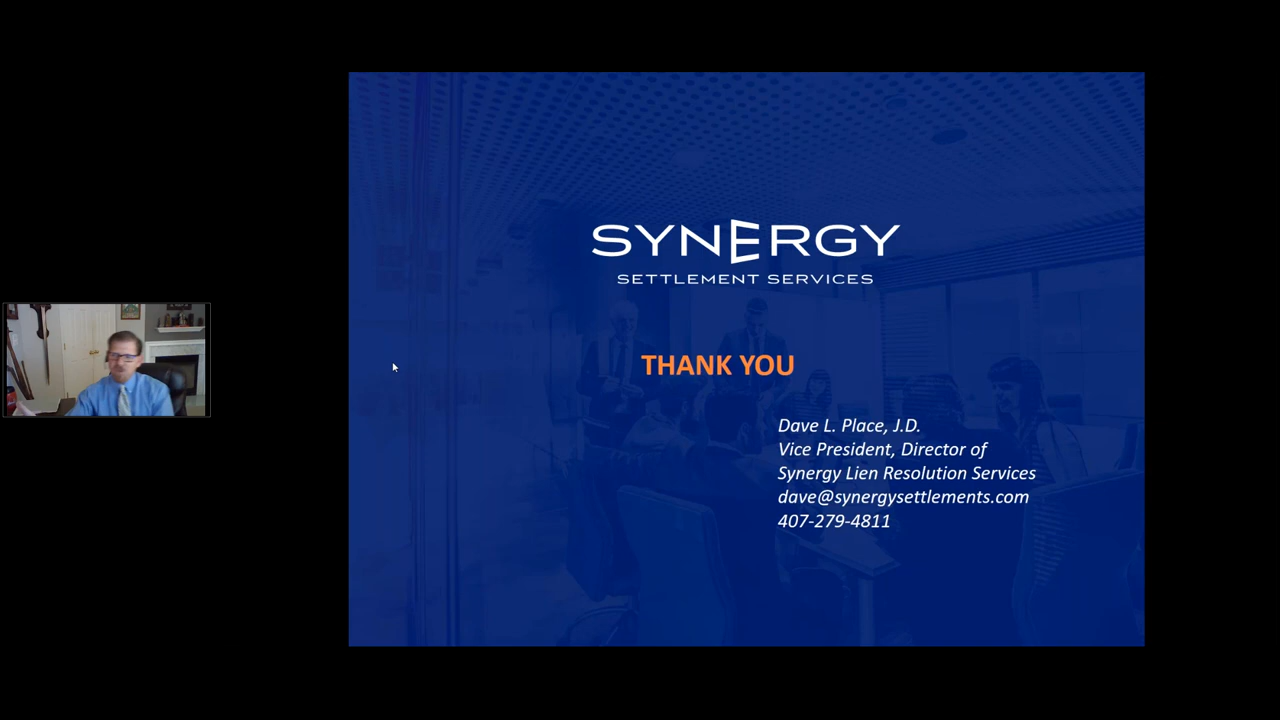 SYNERGY
SETTLEMENT SERVICES
THANK YOU
Dave L. Place, J.D.
Vice President, Director of
Synergy Lien Resolution Services
dave@synergysettlements.com
407-279-4811